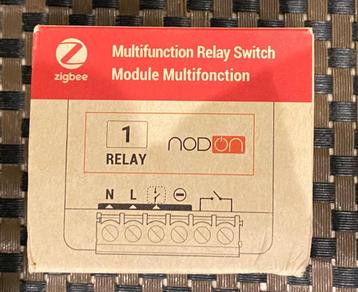 zigbee
Multifunction Relay Switch
Module Multifonction
1
RELAY
NODON
N L